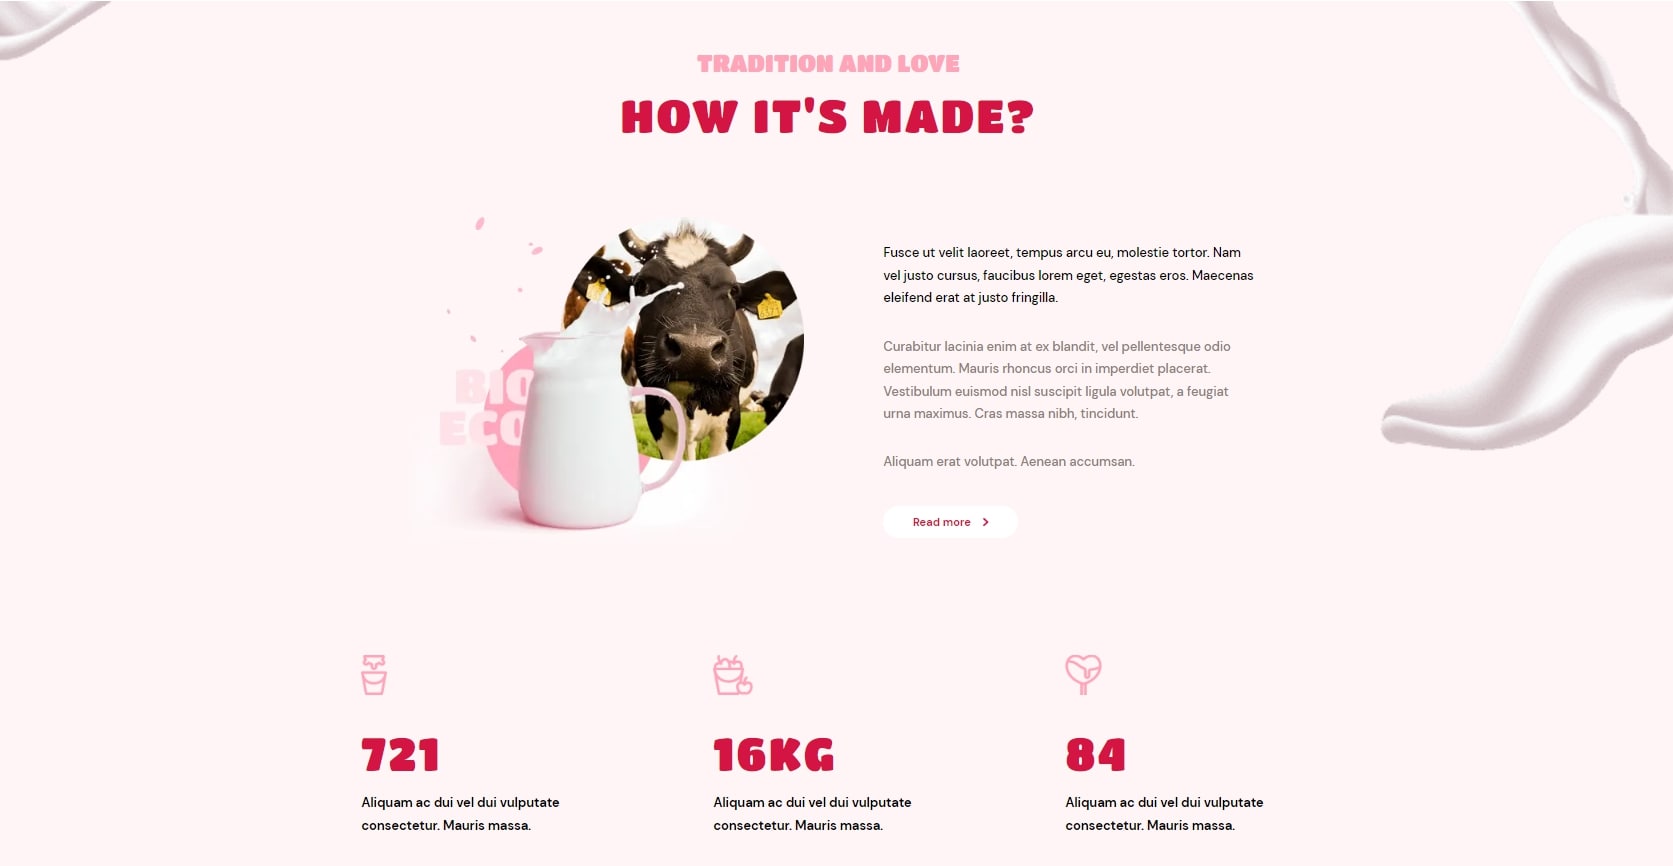 TRADITION AND LOVE
HOW IT'S MADE?
BIO
ECO
Fusce ut velit laoreet, tempus arcu eu, molestie tortor. Nam
vel justo cursus, faucibus lorem eget, egestas eros. Maecenas
eleifend erat at justo fringilla.
Curabitur lacinia enim at ex blandit, vel pellentesque odio
elementum. Mauris rhoncus orci in imperdiet placerat.
Vestibulum euismod nisl suscipit ligula volutpat, a feugiat
urna maximus. Cras massa nibh, tincidunt.
Aliquam erat volutpat. Aenean accumsan.
Read more
721
Aliquam ac dui vel dui vulputate
consectetur. Mauris massa.
16KG
Aliquam ac dui vel dui vulputate
consectetur. Mauris massa.
84
Aliquam ac dui vel dui vulputate
consectetur. Mauris massa.